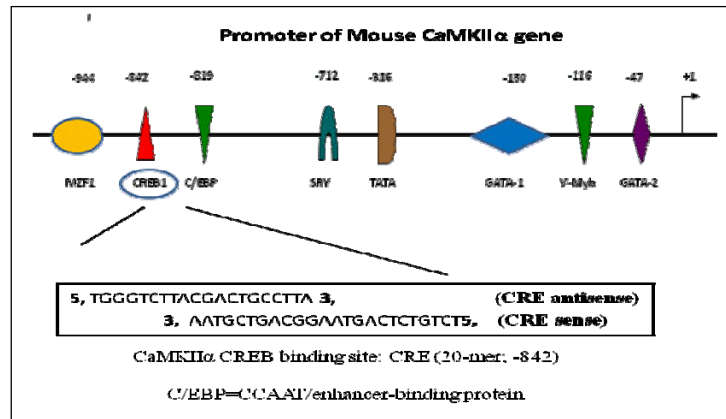 Promoter of Mouse CaMKIIα gene
-944 -842 -819 -712 -316 -130 -116 -47 +1
MZF1 CREB1 C/EBP SRY TATA GATA-1 V-Myb GATA-2
5, TGGGTCTTACGACTGCCTTA 3, (CRE antisense)
3, AATGCTGACGGAATGACTCTGTCT5, (CRE sense)
CaMKIIα CREB binding site: CRE (20-mer; -842)
C/EBP=CCAAT/enhancer-binding protein